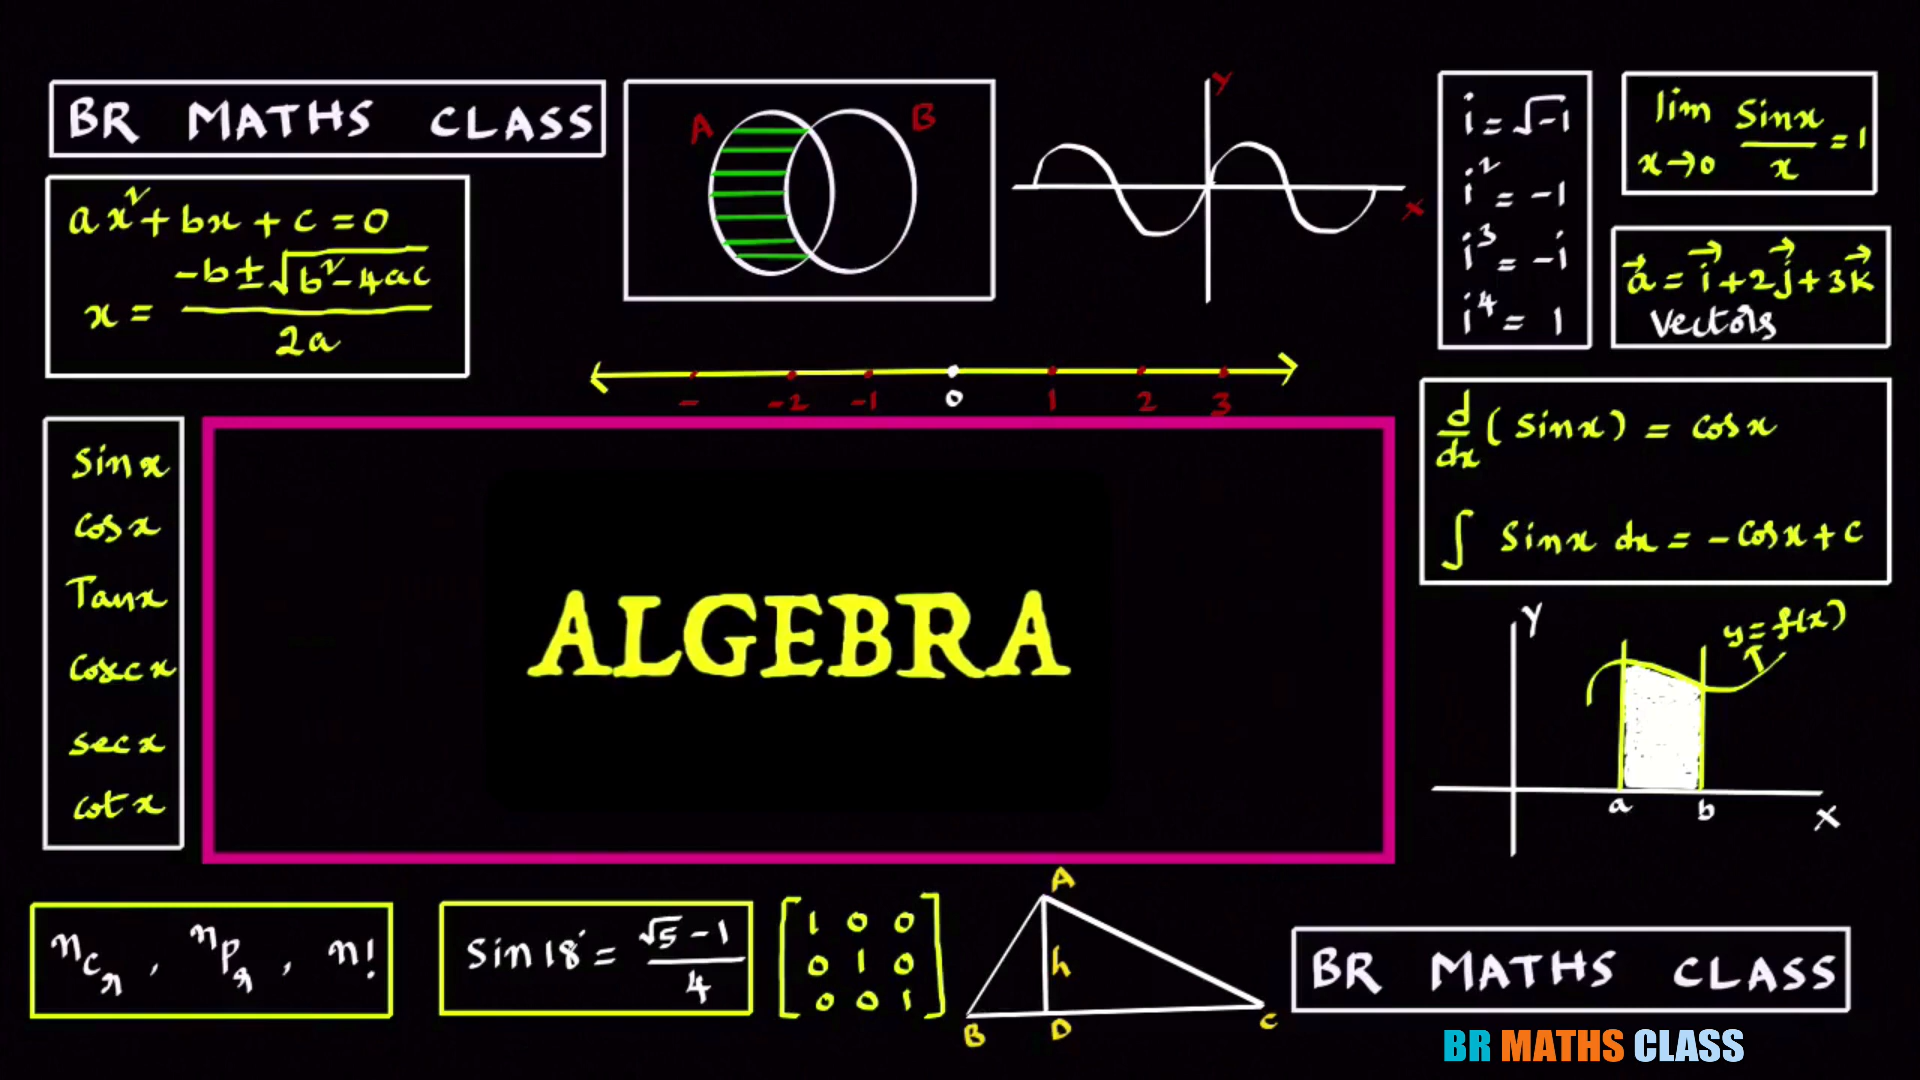 BR MATHS CLASS
A B
Y
X
i = √-1
i² = -1
i³ = -i
i⁴ = 1
lim x→0 Sinx/x = 1
ax² + bx + c = 0
x = (-b ± √(b²-4ac))/2a
a⃗ = i⃗ + 2j⃗ + 3k⃗
Vectors
- -2 -1 0 1 2 3
d/dx (Sinx) = Cosx
∫ Sinx dx = -Cosx + c
Sinx
Cosx
Tanx
Cosecx
secx
cotx
ALGEBRA
Y
y = f(x)
a b X
ⁿcᵣ, ⁿpᵣ, n!
Sin18° = (√5 - 1)/4
1 0 0
0 1 0
0 0 1
A
h
B D C
BR MATHS CLASS
BR MATHS CLASS